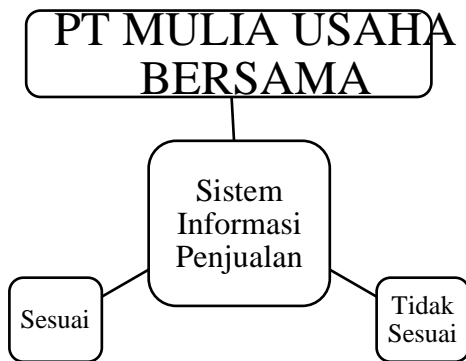 PT MULIA USAHA
BERSAMA
Sistem
Informasi
Penjualan
Sesuai
Tidak
Sesuai